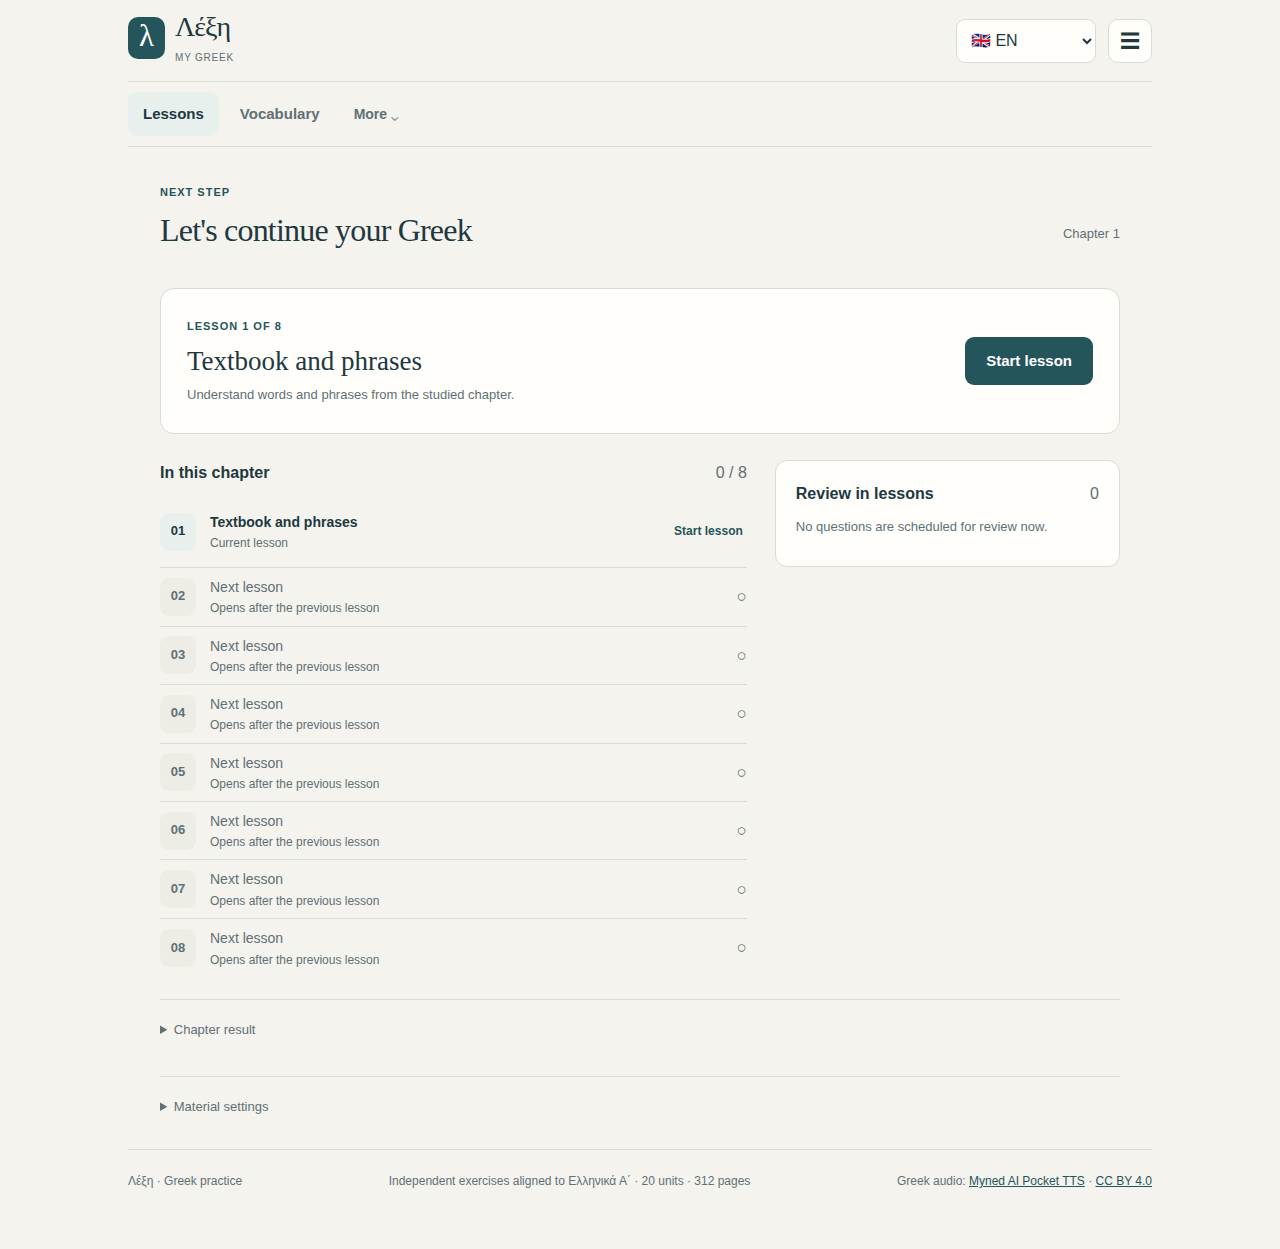 λ
Λέξη
MY GREEK
🇬🇧 EN
Lessons
Vocabulary
More
NEXT STEP
Let's continue your Greek
Chapter 1
LESSON 1 OF 8
Textbook and phrases
Understand words and phrases from the studied chapter.
Start lesson
In this chapter
0 / 8
01
Textbook and phrases
Current lesson
Start lesson
02
Next lesson
Opens after the previous lesson
03
Next lesson
Opens after the previous lesson
04
Next lesson
Opens after the previous lesson
05
Next lesson
Opens after the previous lesson
06
Next lesson
Opens after the previous lesson
07
Next lesson
Opens after the previous lesson
08
Next lesson
Opens after the previous lesson
Review in lessons
0
No questions are scheduled for review now.
Chapter result
Material settings
Λέξη · Greek practice
Independent exercises aligned to Ελληνικά Α΄ · 20 units · 312 pages
Greek audio: Myned AI Pocket TTS · CC BY 4.0